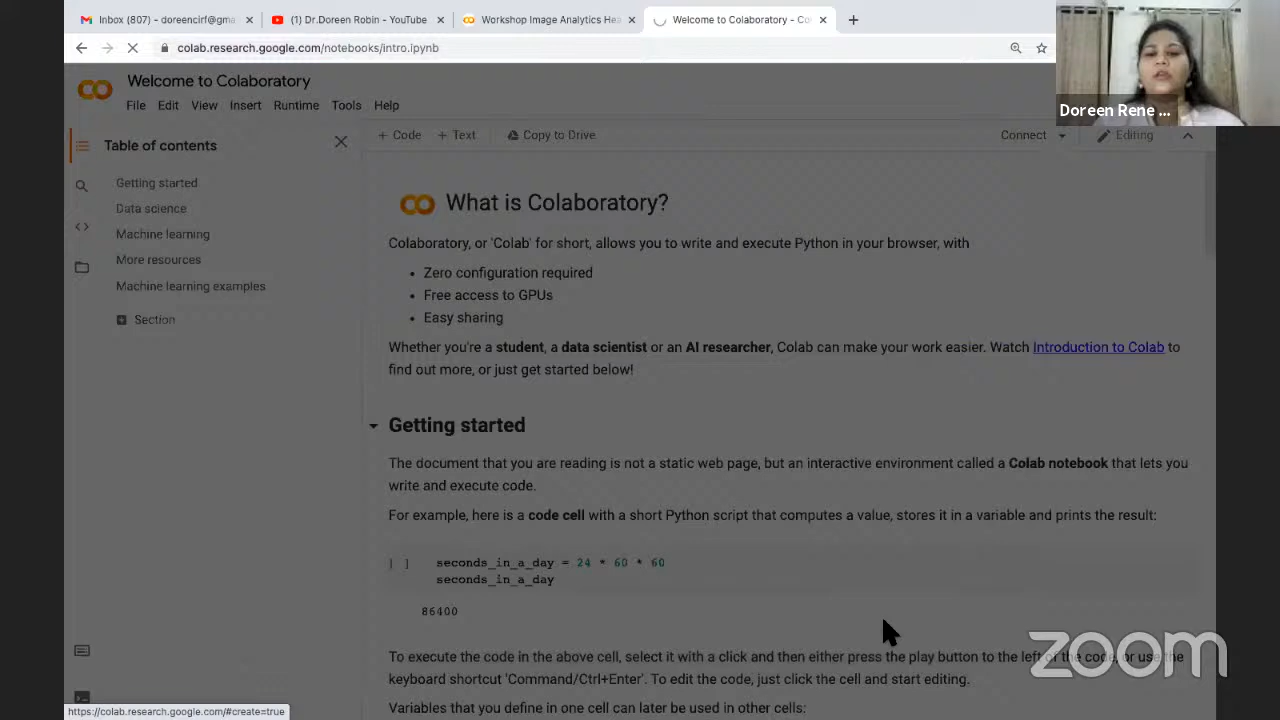 Inbox (807) - doreencirf@gma
(1) Dr.Doreen Robin - YouTube
Workshop Image Analytics Hea
Welcome to Colaboratory - Co
colab.research.google.com/notebooks/intro.ipynb
Doreen Rene ...
Welcome to Colaboratory
File Edit View Insert Runtime Tools Help
Table of contents
+ Code + Text Copy to Drive
Connect Editing
Getting started
Data science
Machine learning
More resources
Machine learning examples
Section
What is Colaboratory?
Colaboratory, or 'Colab' for short, allows you to write and execute Python in your browser, with
• Zero configuration required
• Free access to GPUs
• Easy sharing
Whether you're a student, a data scientist or an AI researcher, Colab can make your work easier. Watch Introduction to Colab to
find out more, or just get started below!
Getting started
The document that you are reading is not a static web page, but an interactive environment called a Colab notebook that lets you
write and execute code.
For example, here is a code cell with a short Python script that computes a value, stores it in a variable and prints the result:
[ ] seconds_in_a_day = 24 * 60 * 60
seconds_in_a_day
86400
To execute the code in the above cell, select it with a click and then either press the play button to the left of the code, or use the
keyboard shortcut 'Command/Ctrl+Enter'. To edit the code, just click the cell and start editing.
Variables that you define in one cell can later be used in other cells:
zoom
https://colab.research.google.com/#create=true